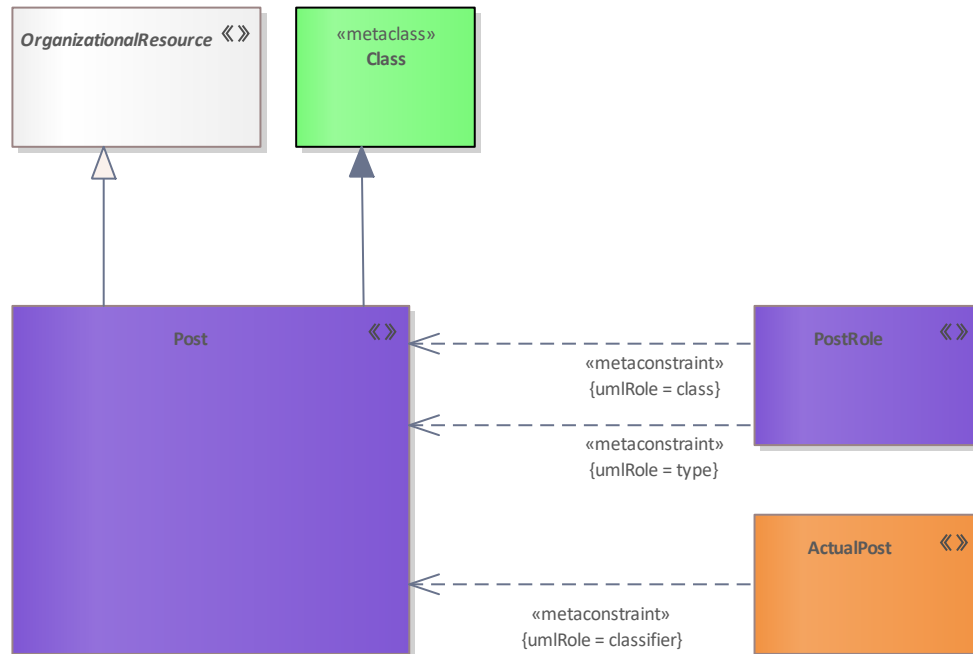 OrganizationalResource «»
«metaclass»
Class
Post «»
PostRole «»
«metaconstraint»
{umlRole = class}
«metaconstraint»
{umlRole = type}
ActualPost «»
«metaconstraint»
{umlRole = classifier}